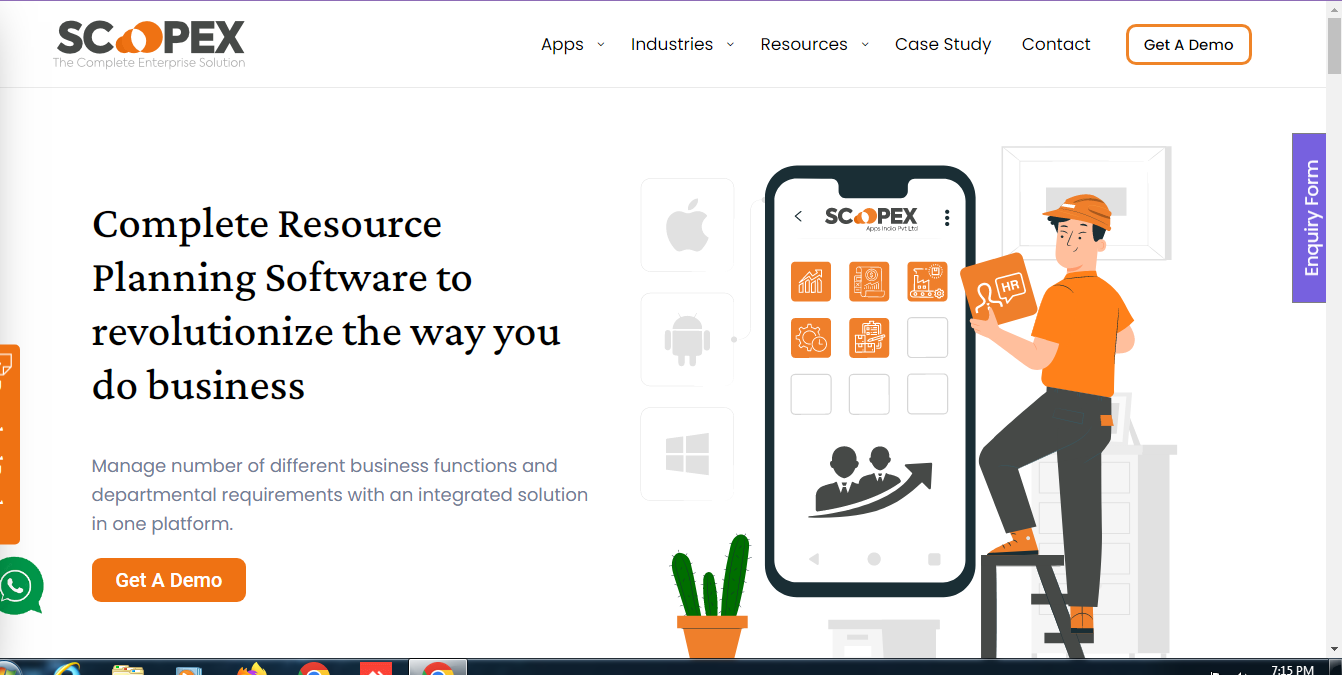 SCOPEX
The Complete Enterprise Solution
Apps
Industries
Resources
Case Study
Contact
Get A Demo
Complete Resource
Planning Software to
revolutionize the way you
do business
Manage number of different business functions and
departmental requirements with an integrated solution
in one platform.
Get A Demo
SCOPEX
Apps India Pvt Ltd
HR
Enquiry Form
7:15 PM